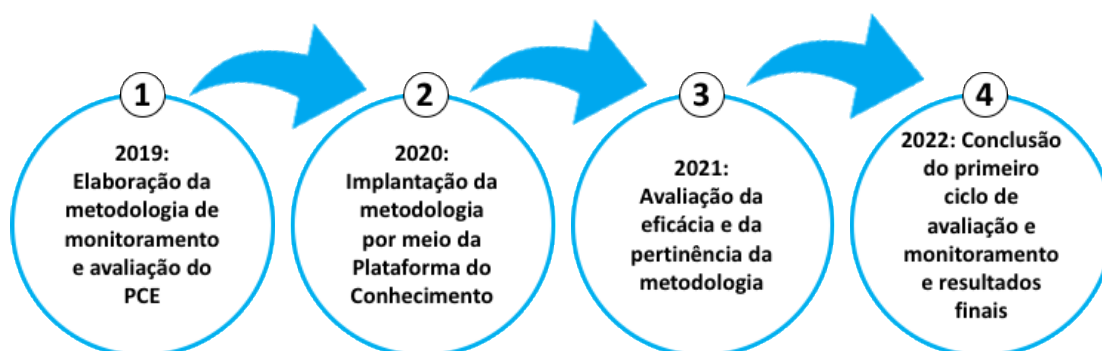 1
2019:
Elaboração da
metodologia de
monitoramento
e avaliação do
PCE
2
2020:
Implantação da
metodologia
por meio da
Plataforma do
Conhecimento
3
2021:
Avaliação da
eficácia e da
pertinência da
metodologia
4
2022: Conclusão
do primeiro
ciclo de
avaliação e
monitoramento
e resultados
finais